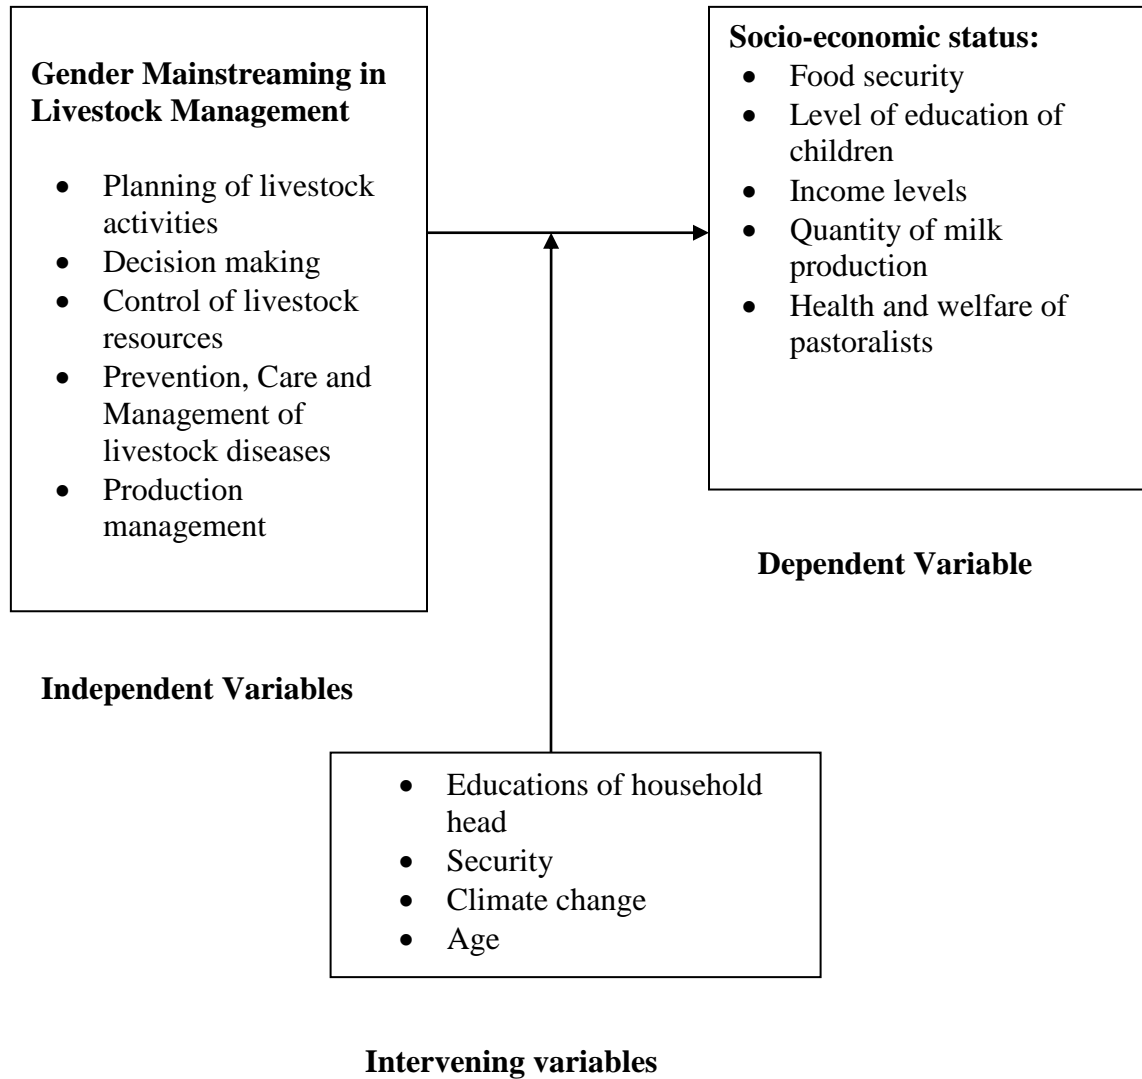 Gender Mainstreaming in
Livestock Management
• Planning of livestock
activities
• Decision making
• Control of livestock
resources
• Prevention, Care and
Management of
livestock diseases
• Production
management
Independent Variables
Socio-economic status:
• Food security
• Level of education of
children
• Income levels
• Quantity of milk
production
• Health and welfare of
pastoralists
Dependent Variable
• Educations of household
head
• Security
• Climate change
• Age
Intervening variables